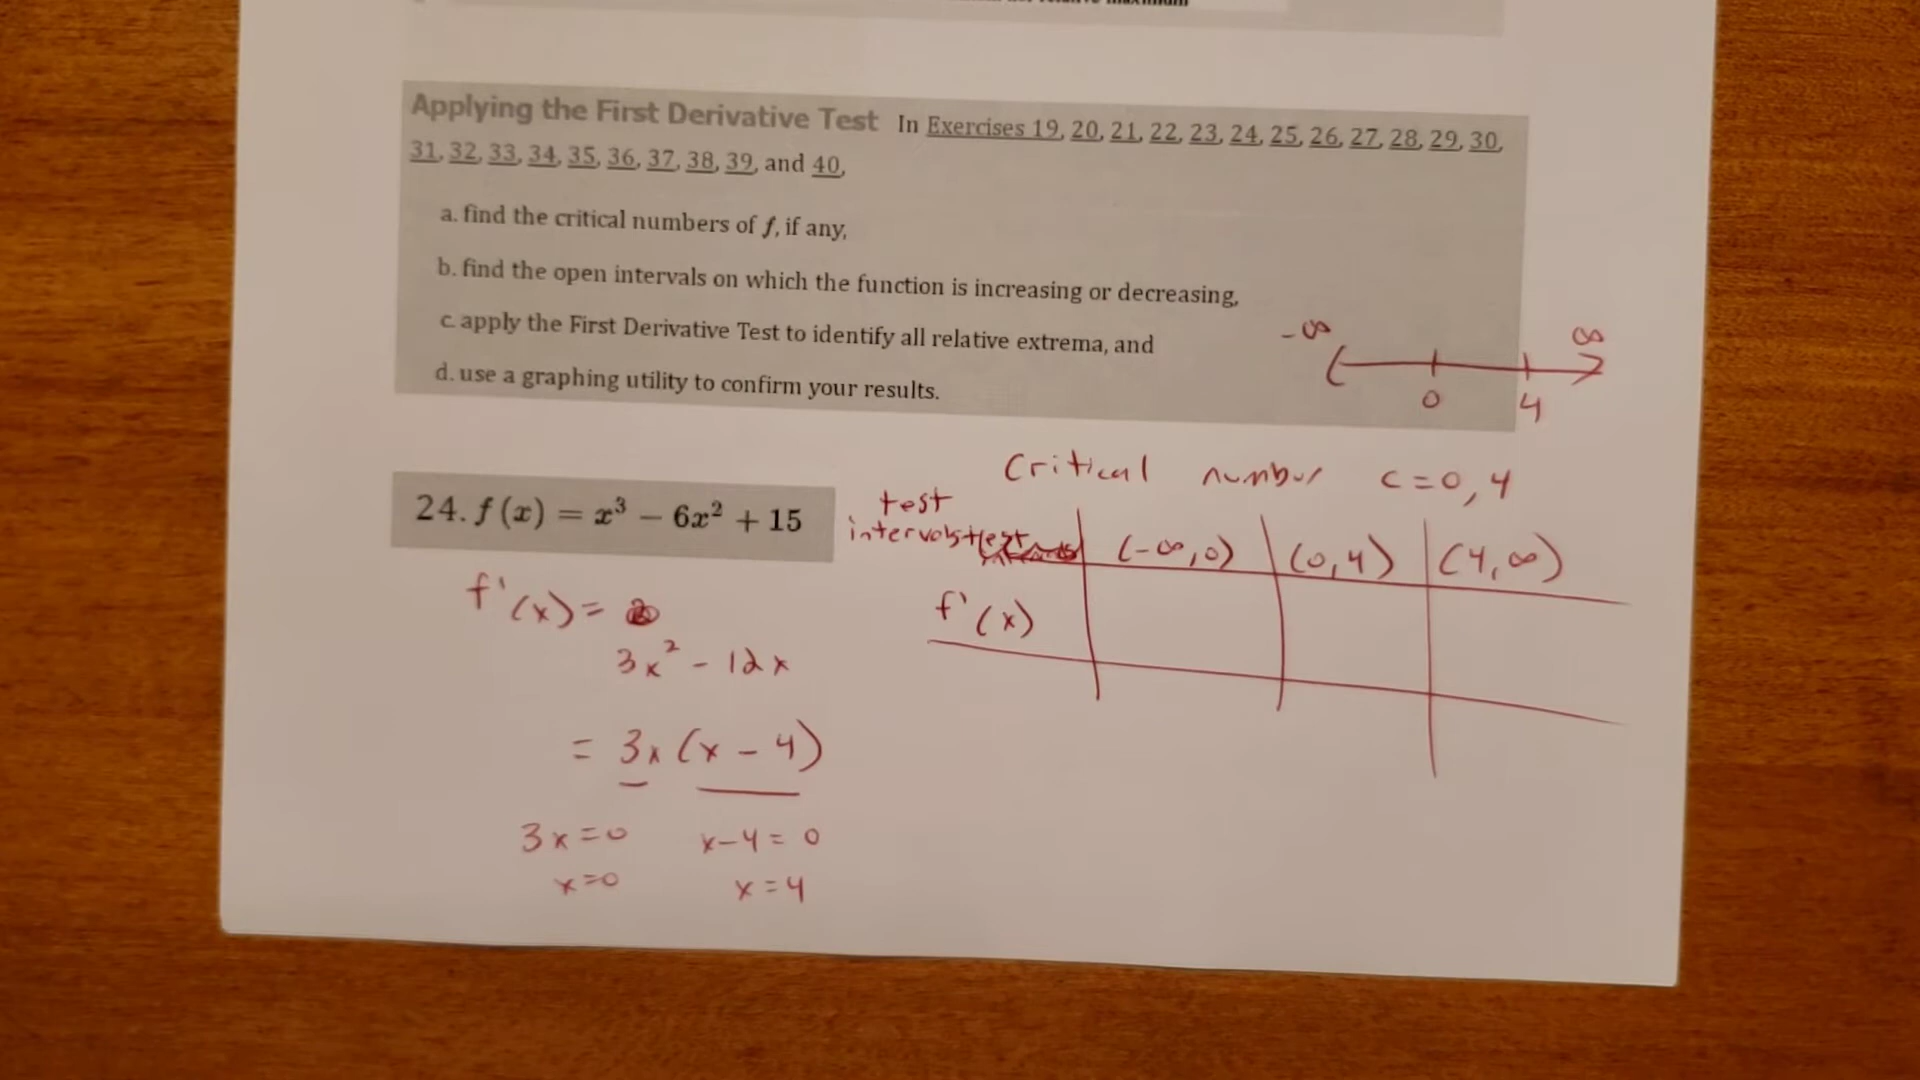 Applying the First Derivative Test In Exercises 19, 20, 21, 22, 23, 24, 25, 26, 27, 28, 29, 30,
31, 32, 33, 34, 35, 36, 37, 38, 39, and 40,
a. find the critical numbers of f, if any,
b. find the open intervals on which the function is increasing or decreasing,
c. apply the First Derivative Test to identify all relative extrema, and
d. use a graphing utility to confirm your results.
-∞ ∞
0 4
Critical number c=0, 4
24. f(x) = x³ − 6x² + 15
test
intervals (-∞,0) (0,4) (4,∞)
f'(x)
f'(x) =
3x² - 12x
= 3x (x - 4)
3x=0 x-4=0
x=0 x=4